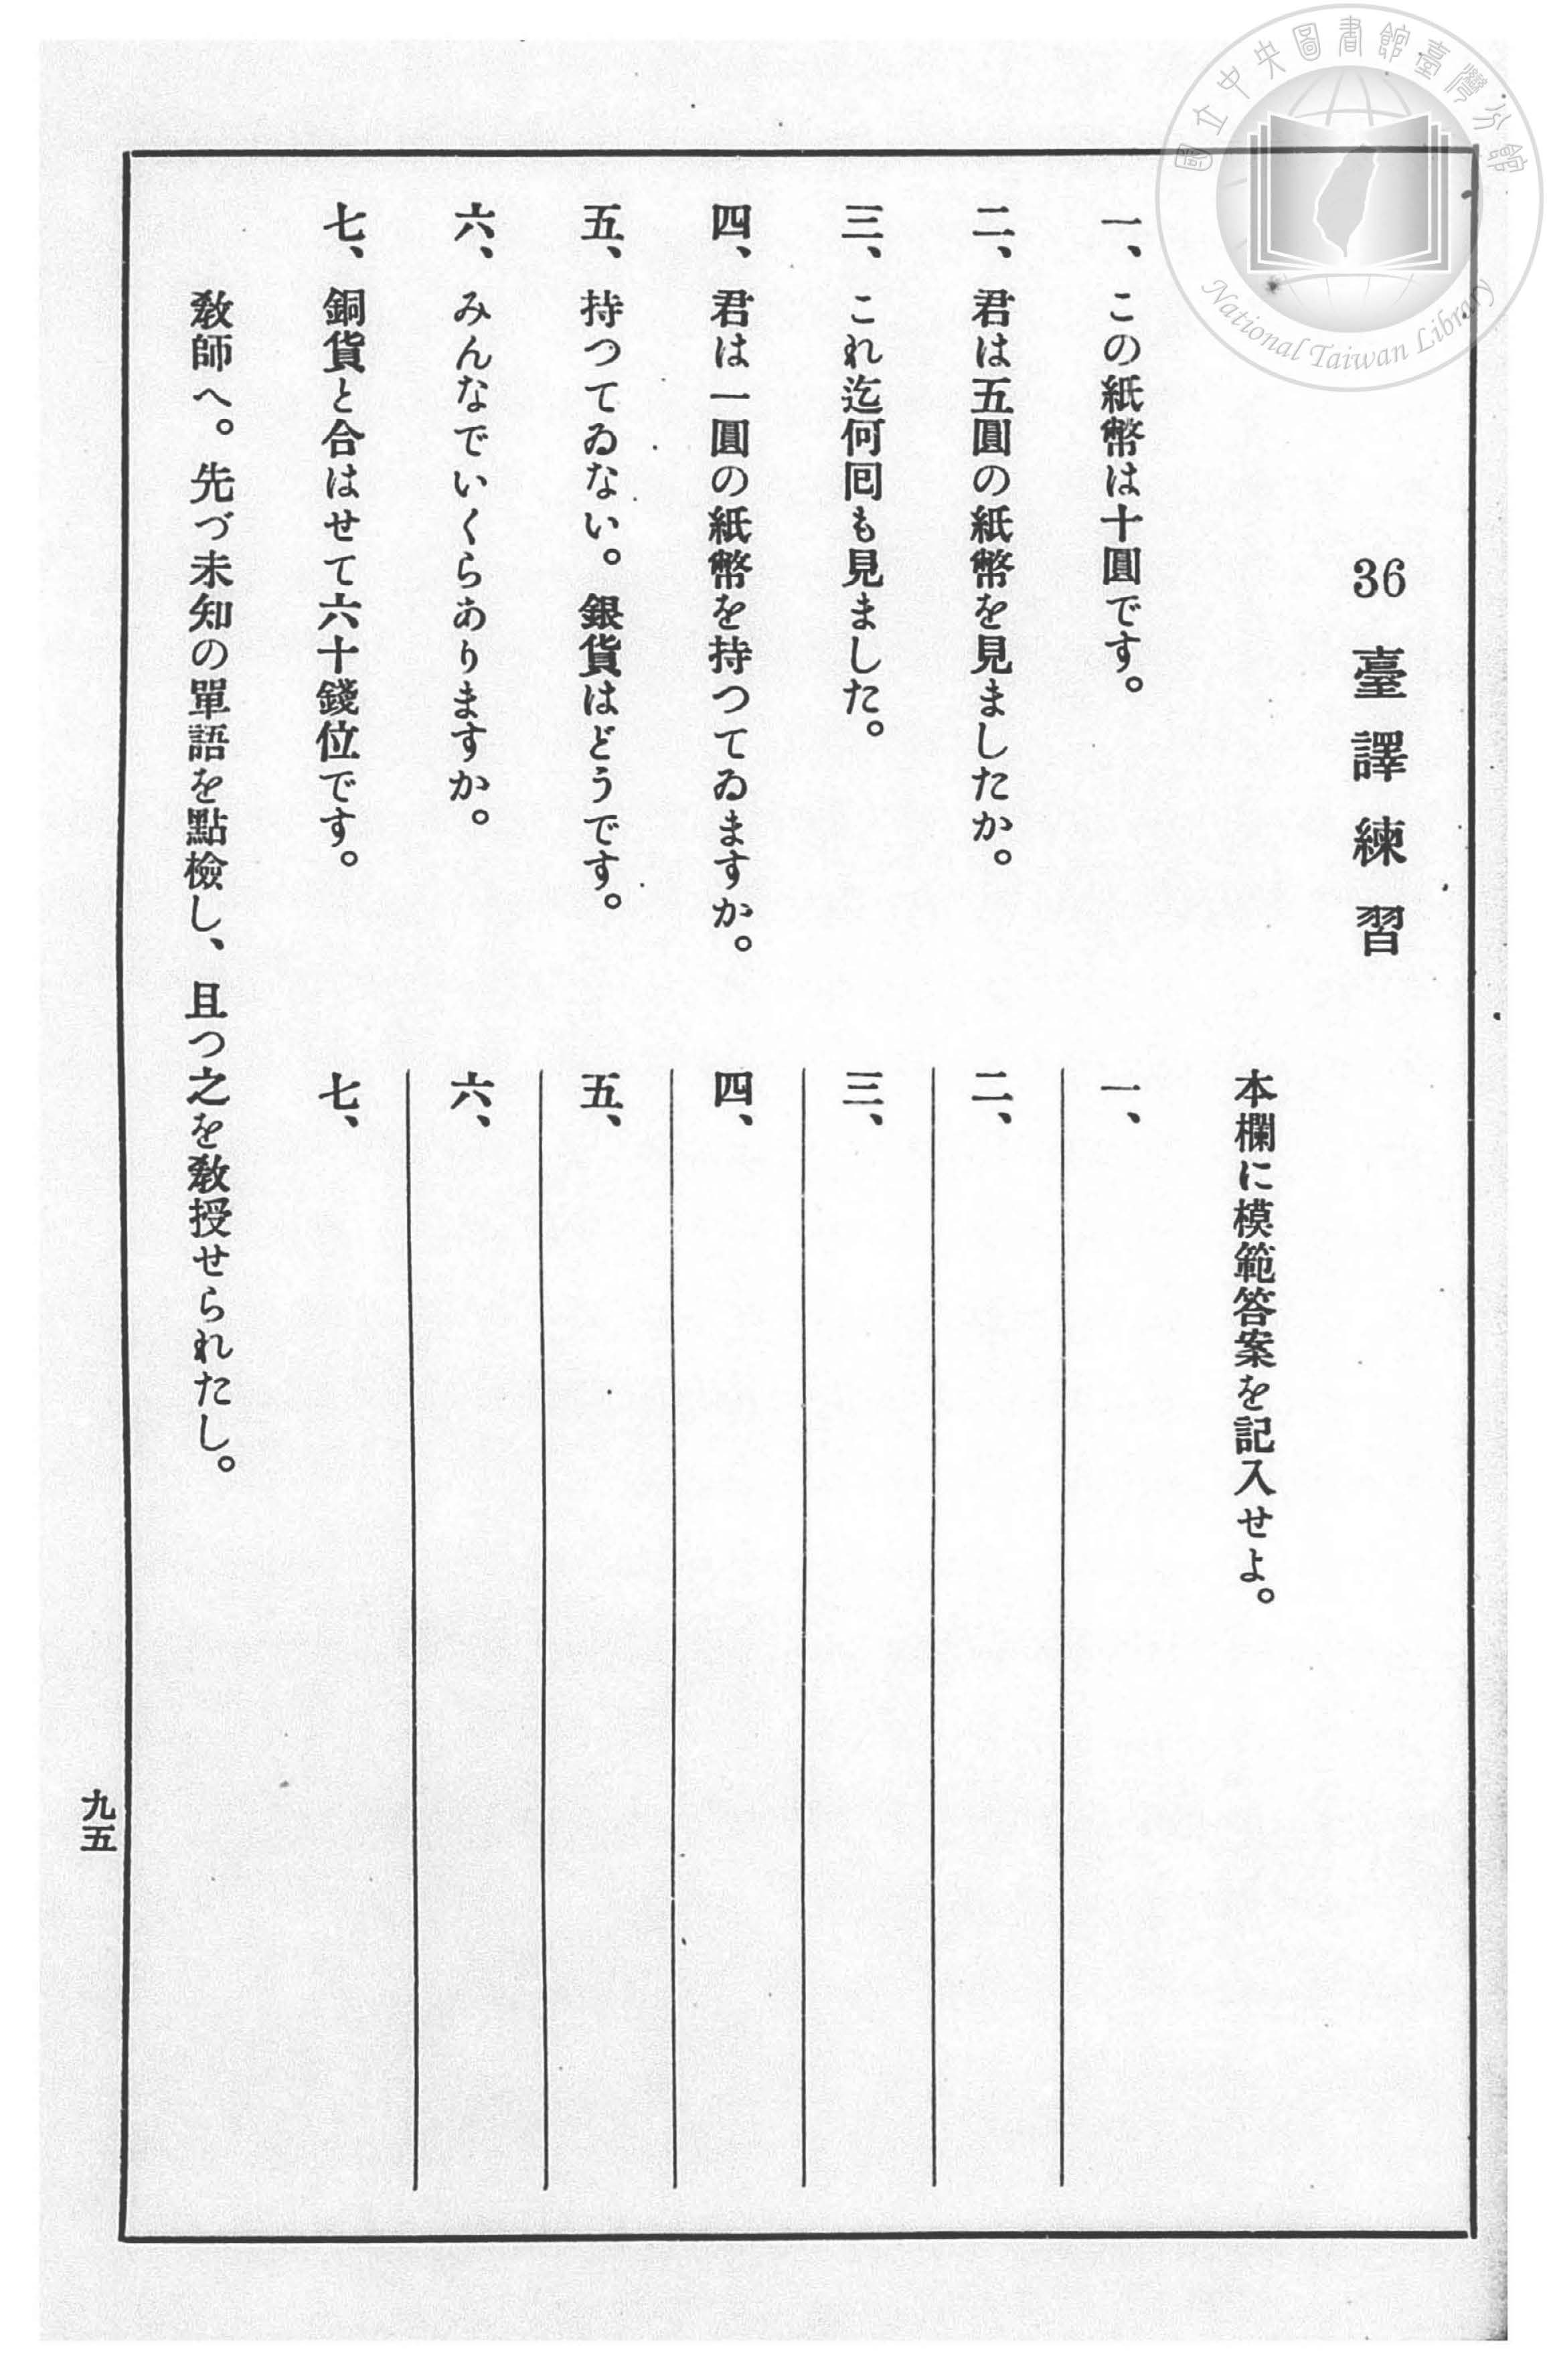 36 臺譯練習
本欄に模範答案を記入せよ。
一、この紙幣は十圓です。
一、
二、君は五圓の紙幣を見ましたか。
二、
三、これ迄何囘も見ました。
三、
四、君は一圓の紙幣を持つてゐますか。
四、
五、持つてゐない。銀貨はどうです。
五、
六、みんなでいくらありますか。
六、
七、銅貨と合はせて六十錢位です。
七、
敎師へ。先づ未知の單語を點檢し、且つ之を敎授せられたし。
九五
國立中央圖書館臺灣分館
National Taiwan Library